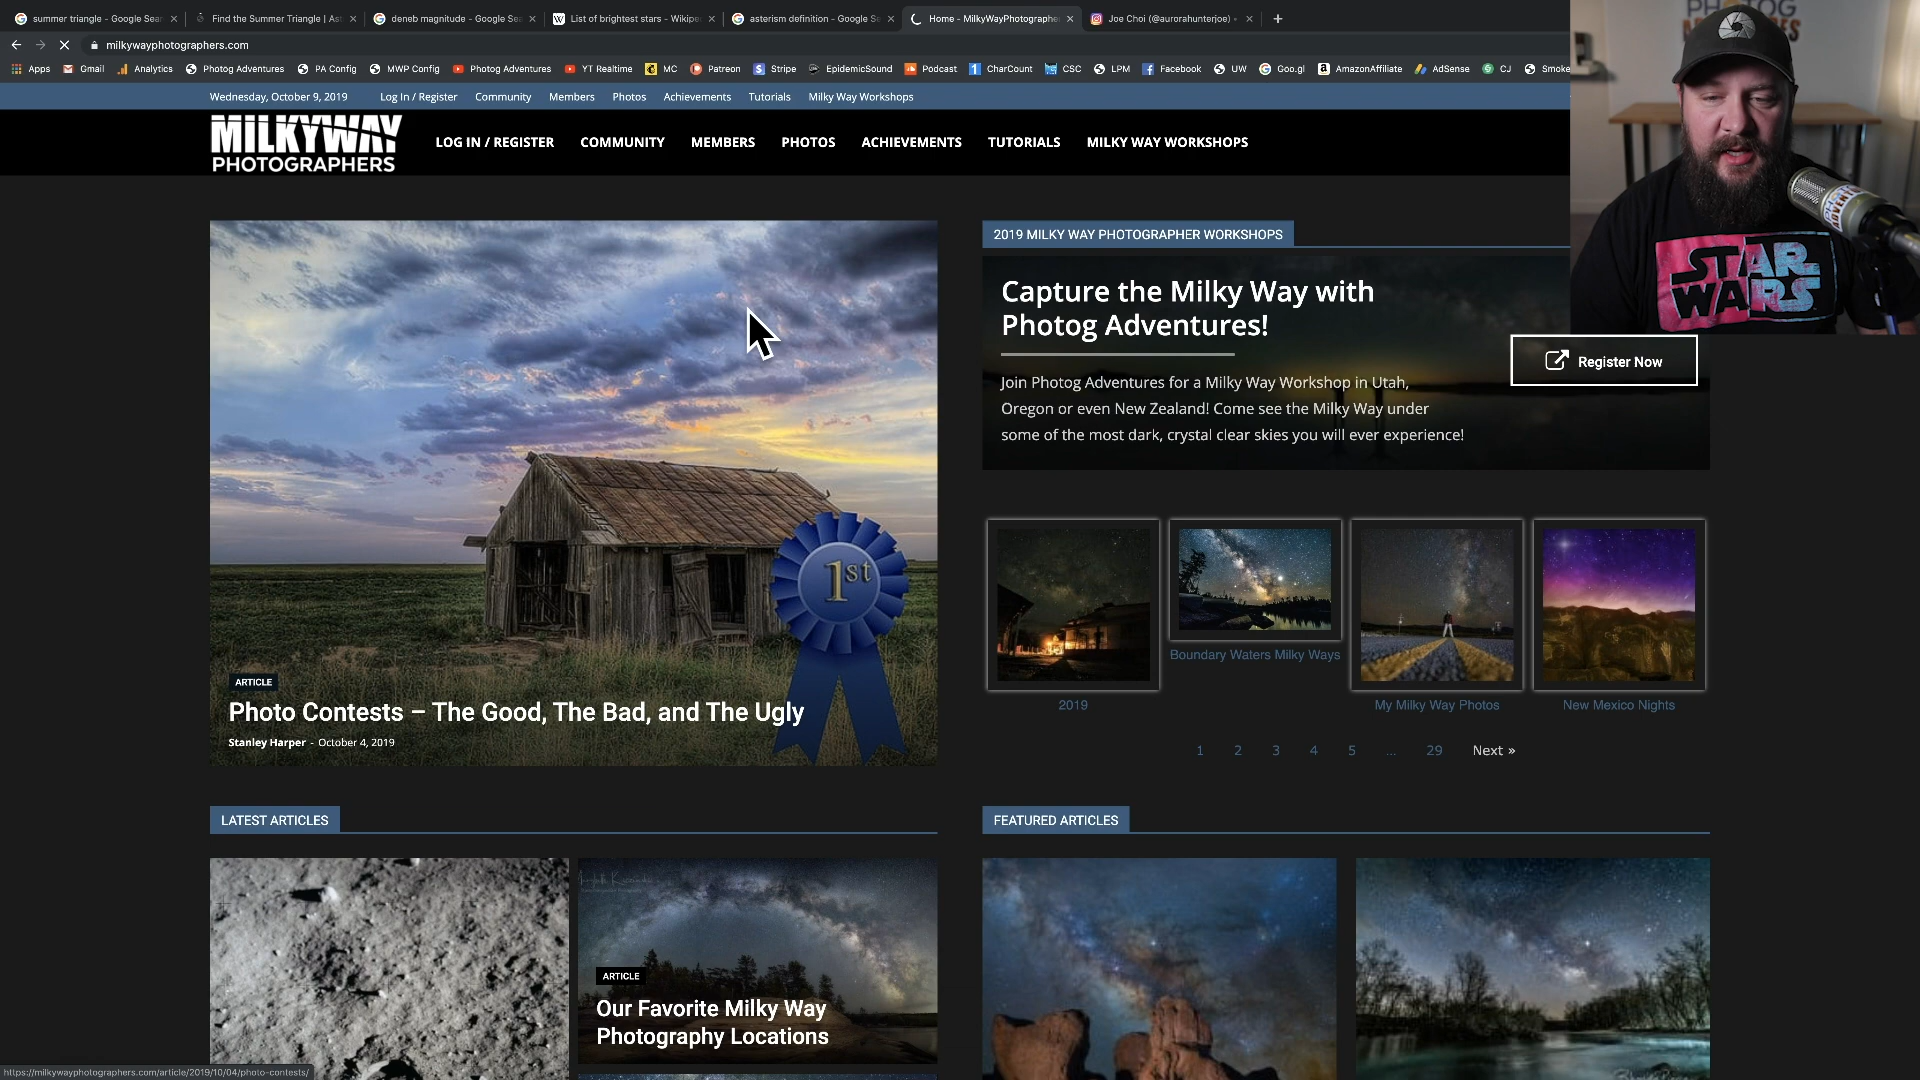 summer triangle - Google Sea
Find the Summer Triangle | As
deneb magnitude - Google Se
List of brightest stars - Wikipe
asterism definition - Google S
Home - MilkyWayPhotographe
Joe Choi (@aurorahunterjoe) •
milkywayphotographers.com
Apps
Gmail
Analytics
Photog Adventures
PA Config
MWP Config
Photog Adventures
YT Realtime
MC
Patreon
Stripe
EpidemicSound
Podcast
CharCount
CSC
LPM
Facebook
UW
Goo.gl
AmazonAffiliate
AdSense
CJ
Smoke
Wednesday, October 9, 2019
Log In / Register
Community
Members
Photos
Achievements
Tutorials
Milky Way Workshops
MILKYWAY
PHOTOGRAPHERS
LOG IN / REGISTER
COMMUNITY
MEMBERS
PHOTOS
ACHIEVEMENTS
TUTORIALS
MILKY WAY WORKSHOPS
STAR
WARS
2019 MILKY WAY PHOTOGRAPHER WORKSHOPS
Capture the Milky Way with
Photog Adventures!
Join Photog Adventures for a Milky Way Workshop in Utah,
Oregon or even New Zealand! Come see the Milky Way under
some of the most dark, crystal clear skies you will ever experience!
Register Now
1st
ARTICLE
Photo Contests – The Good, The Bad, and The Ugly
Stanley Harper - October 4, 2019
2019
Boundary Waters Milky Ways
My Milky Way Photos
New Mexico Nights
1 2 3 4 5 ... 29 Next »
LATEST ARTICLES
FEATURED ARTICLES
ARTICLE
Our Favorite Milky Way
Photography Locations
https://milkywayphotographers.com/article/2019/10/04/photo-contests/